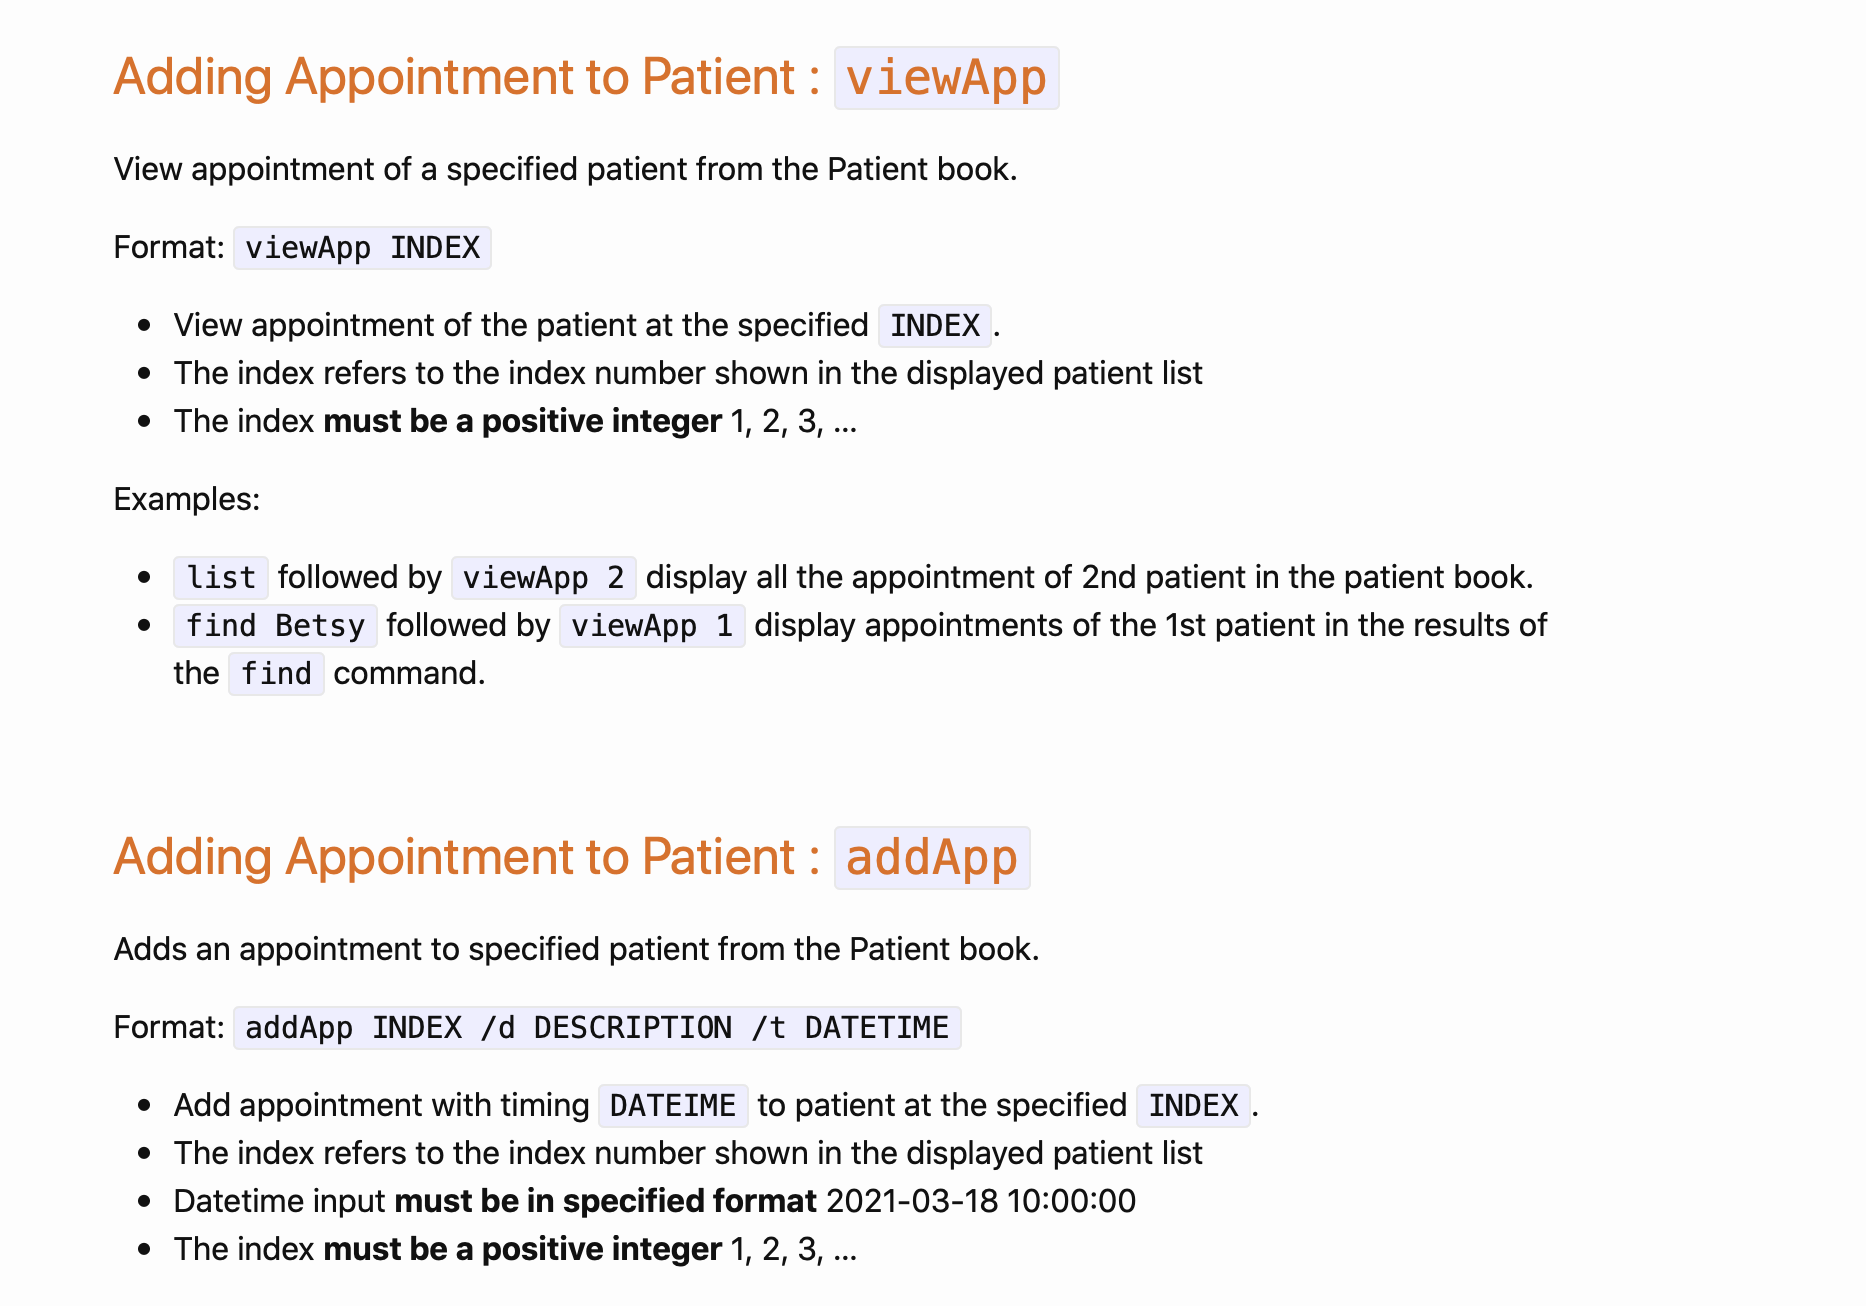 Adding Appointment to Patient : viewApp
View appointment of a specified patient from the Patient book.
Format: viewApp INDEX
• View appointment of the patient at the specified INDEX.
• The index refers to the index number shown in the displayed patient list
• The index must be a positive integer 1, 2, 3, ...
Examples:
• list followed by viewApp 2 display all the appointment of 2nd patient in the patient book.
• find Betsy followed by viewApp 1 display appointments of the 1st patient in the results of
the find command.
Adding Appointment to Patient : addApp
Adds an appointment to specified patient from the Patient book.
Format: addApp INDEX /d DESCRIPTION /t DATETIME
• Add appointment with timing DATEIME to patient at the specified INDEX.
• The index refers to the index number shown in the displayed patient list
• Datetime input must be in specified format 2021-03-18 10:00:00
• The index must be a positive integer 1, 2, 3, ...